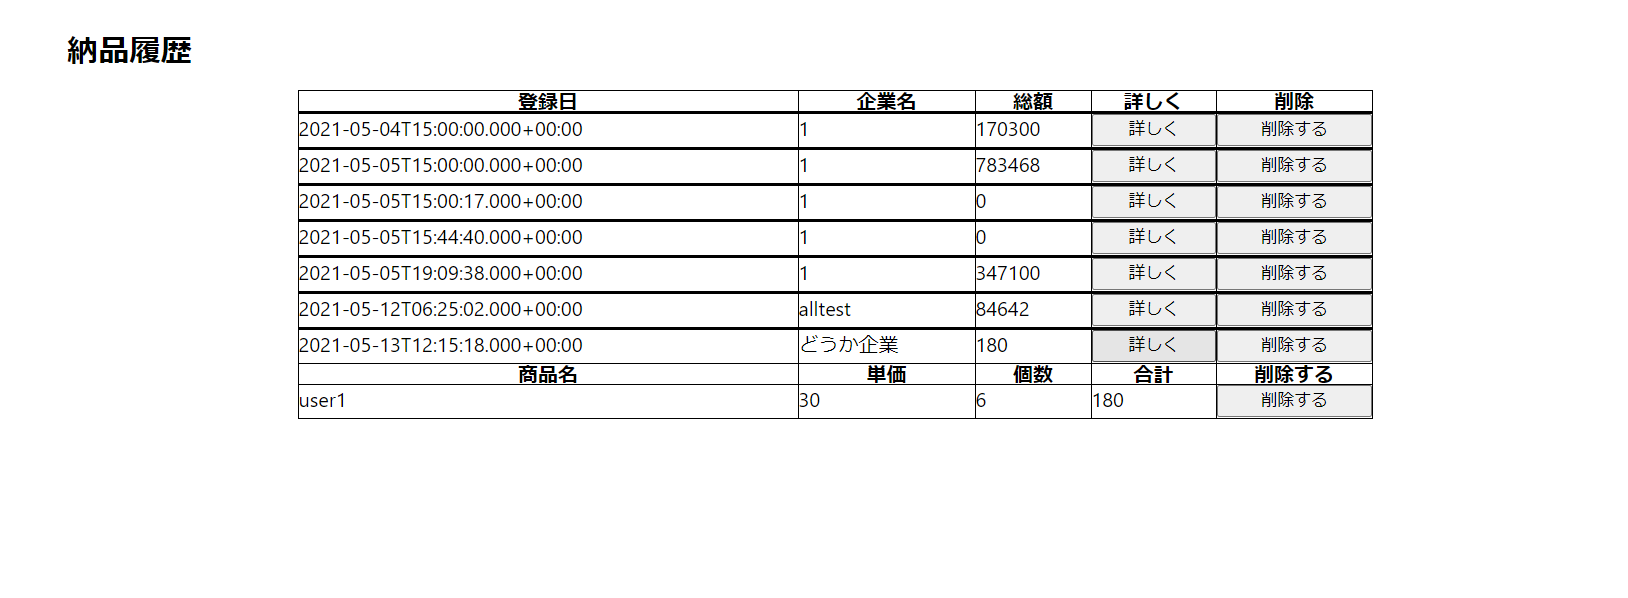 納品履歴
登録日 企業名 総額 詳しく 削除
2021-05-04T15:00:00.000+00:00 1 170300 詳しく 削除する
2021-05-05T15:00:00.000+00:00 1 783468 詳しく 削除する
2021-05-05T15:00:17.000+00:00 1 0 詳しく 削除する
2021-05-05T15:44:40.000+00:00 1 0 詳しく 削除する
2021-05-05T19:09:38.000+00:00 1 347100 詳しく 削除する
2021-05-12T06:25:02.000+00:00 alltest 84642 詳しく 削除する
2021-05-13T12:15:18.000+00:00 どうか企業 180 詳しく 削除する
商品名 単価 個数 合計 削除する
user1 30 6 180 削除する